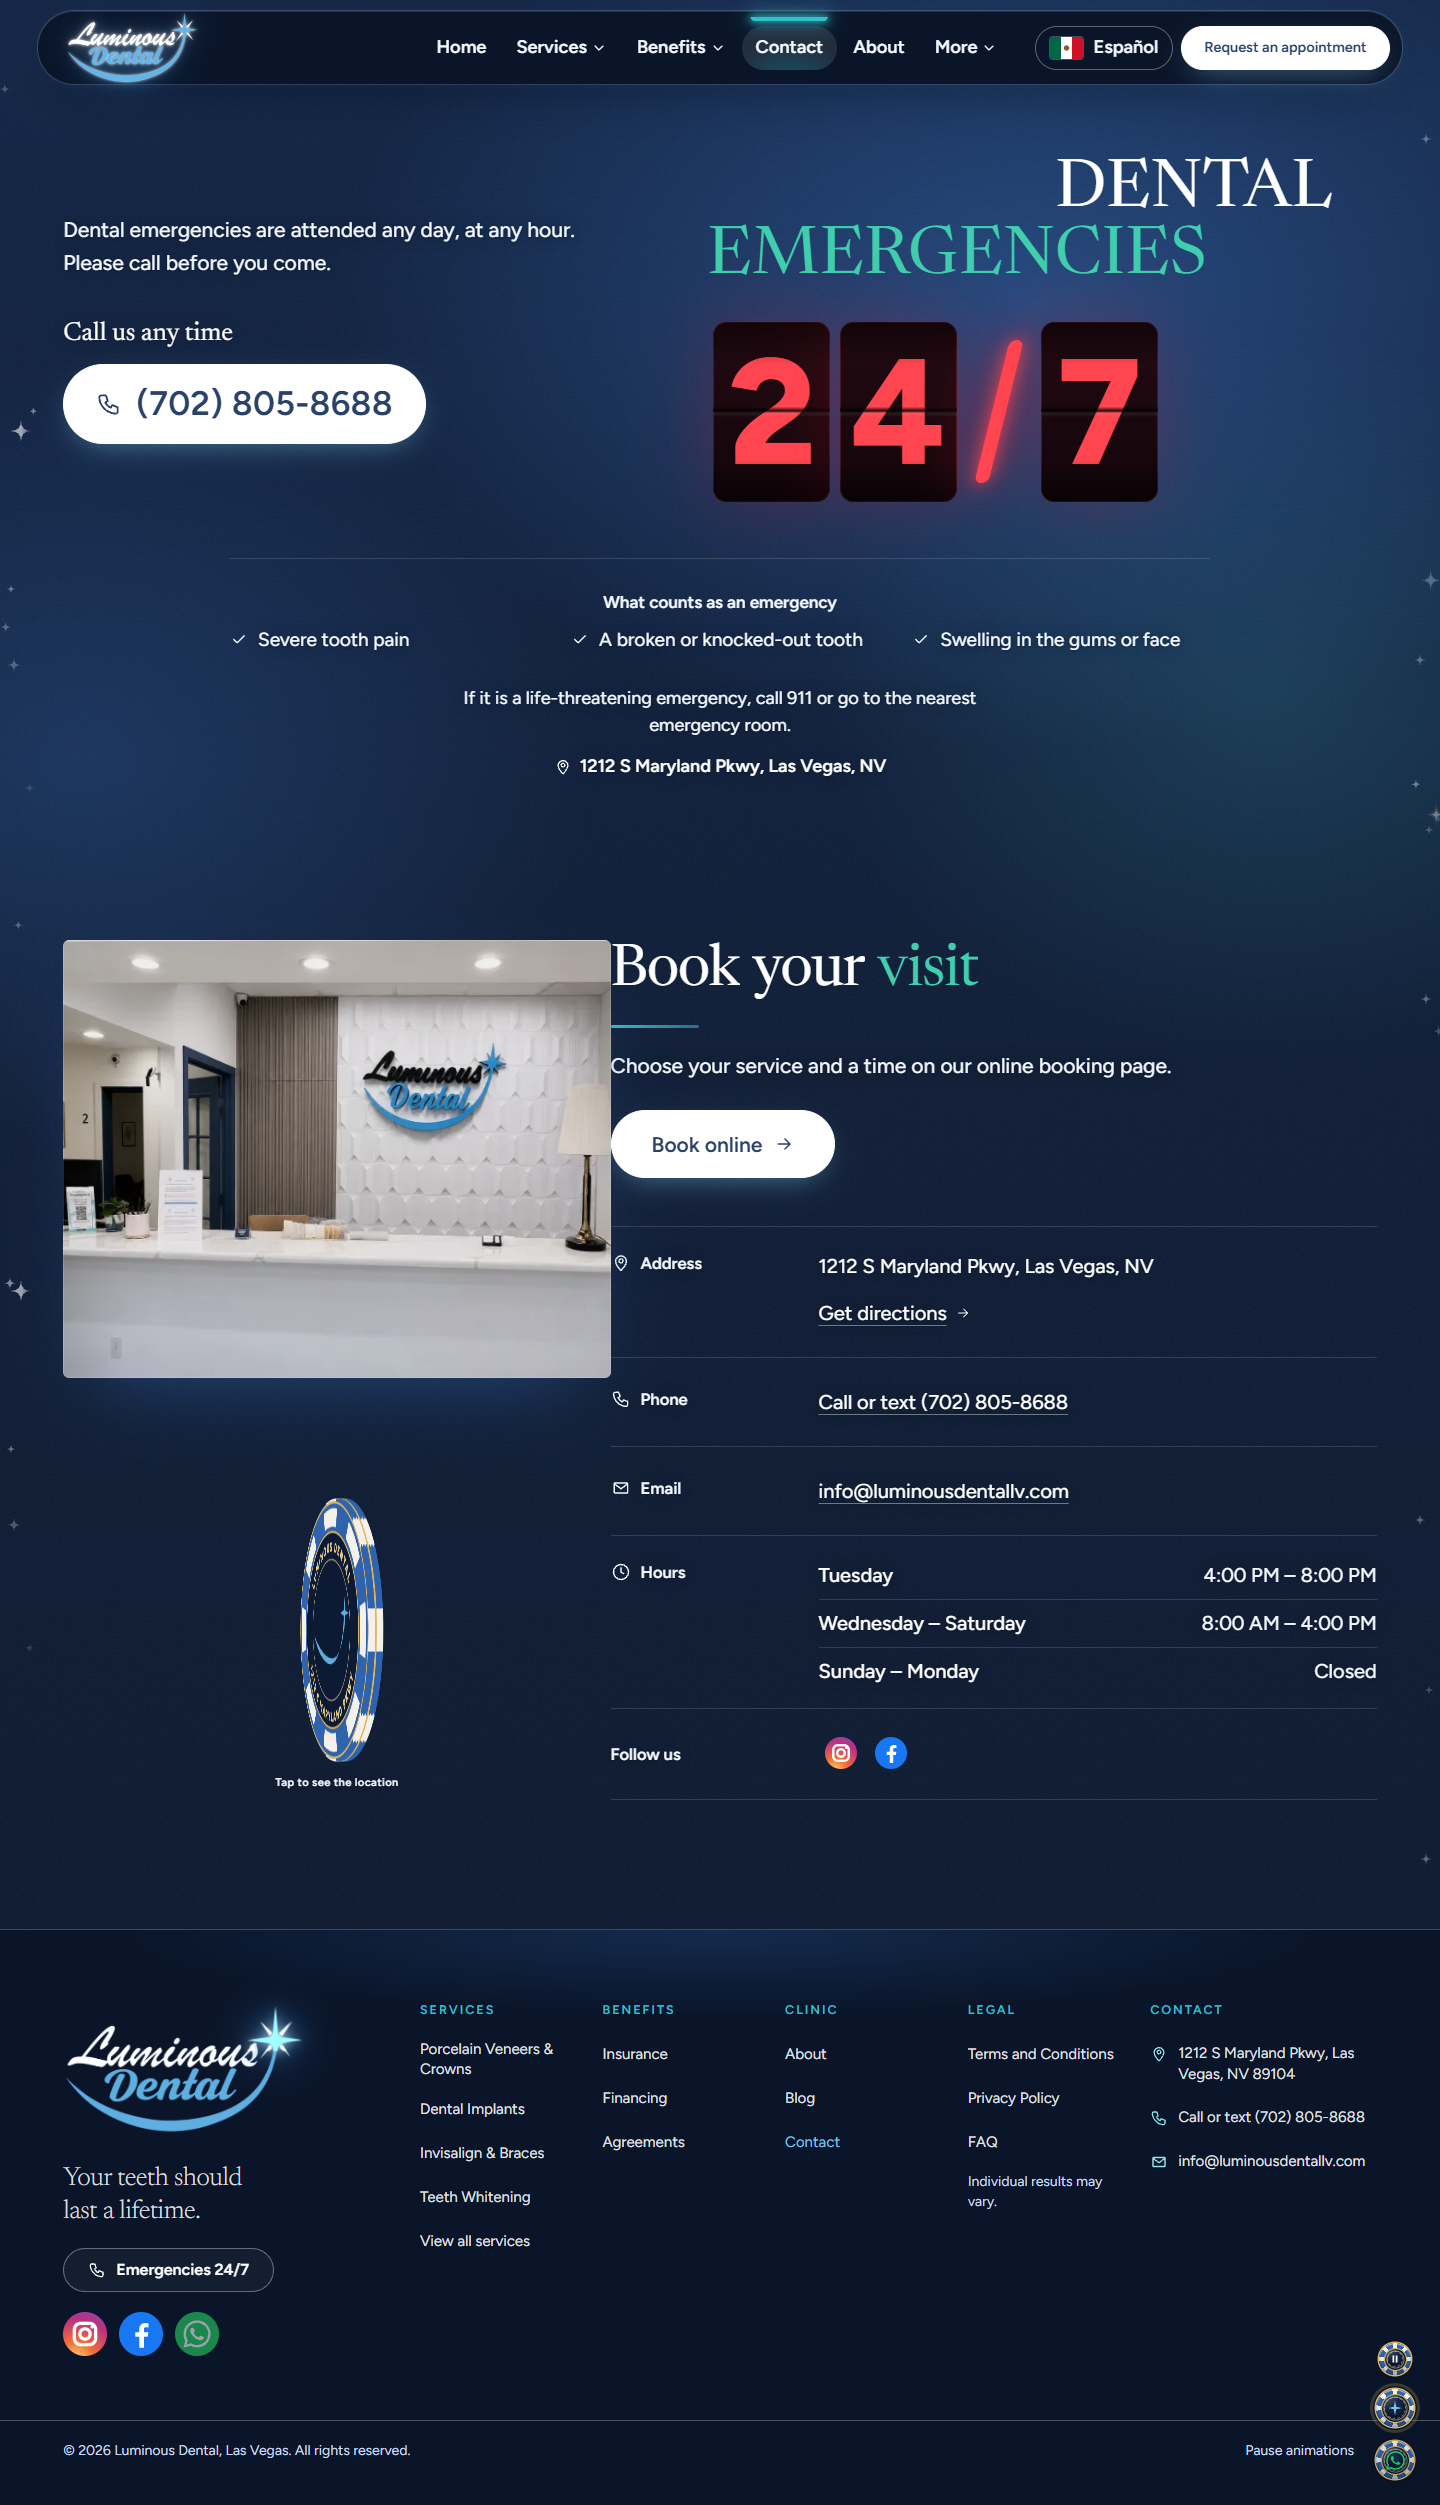 Luminous
Dental
Home
Services
Benefits
Contact
About
More
Español
Request an appointment
DENTAL
EMERGENCIES
Dental emergencies are attended any day, at any hour.
Please call before you come.
Call us any time
(702) 805-8688
24/7
What counts as an emergency
Severe tooth pain
A broken or knocked-out tooth
Swelling in the gums or face
If it is a life-threatening emergency, call 911 or go to the nearest
emergency room.
1212 S Maryland Pkwy, Las Vegas, NV
Luminous
Dental
2
Book your visit
Choose your service and a time on our online booking page.
Book online
Address
1212 S Maryland Pkwy, Las Vegas, NV
Get directions
Phone
Call or text (702) 805-8688
Email
info@luminousdentallv.com
Hours
Tuesday
4:00 PM – 8:00 PM
Wednesday – Saturday
8:00 AM – 4:00 PM
Sunday – Monday
Closed
Follow us
Tap to see the location
Luminous
Dental
Your teeth should
last a lifetime.
Emergencies 24/7
SERVICES
Porcelain Veneers &
Crowns
Dental Implants
Invisalign & Braces
Teeth Whitening
View all services
BENEFITS
Insurance
Financing
Agreements
CLINIC
About
Blog
Contact
LEGAL
Terms and Conditions
Privacy Policy
FAQ
Individual results may
vary.
CONTACT
1212 S Maryland Pkwy, Las
Vegas, NV 89104
Call or text (702) 805-8688
info@luminousdentallv.com
© 2026 Luminous Dental, Las Vegas. All rights reserved.
Pause animations